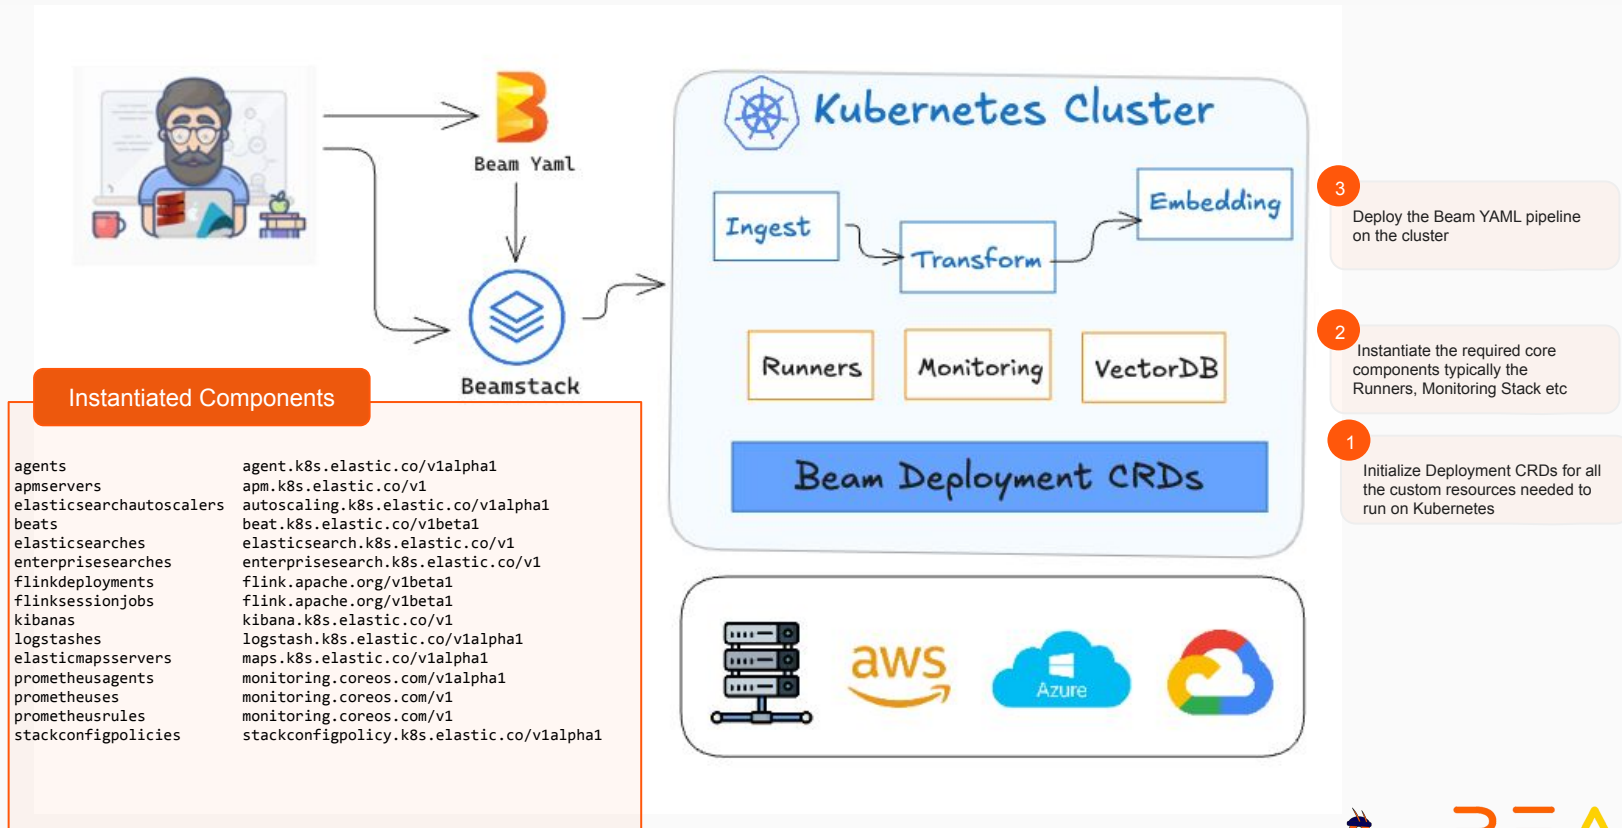 Beam Yaml
Beamstack
Kubernetes Cluster
Ingest
Transform
Embedding
Runners
Monitoring
VectorDB
Beam Deployment CRDs
aws
Azure
3
Deploy the Beam YAML pipeline
on the cluster
2
Instantiate the required core
components typically the
Runners, Monitoring Stack etc
1
Initialize Deployment CRDs for all
the custom resources needed to
run on Kubernetes
Instantiated Components
agents agent.k8s.elastic.co/v1alpha1
apmservers apm.k8s.elastic.co/v1
elasticsearchautoscalers autoscaling.k8s.elastic.co/v1alpha1
beats beat.k8s.elastic.co/v1beta1
elasticsearches elasticsearch.k8s.elastic.co/v1
enterprisesearches enterprisesearch.k8s.elastic.co/v1
flinkdeployments flink.apache.org/v1beta1
flinksessionjobs flink.apache.org/v1beta1
kibanas kibana.k8s.elastic.co/v1
logstashes logstash.k8s.elastic.co/v1alpha1
elasticmapsservers maps.k8s.elastic.co/v1alpha1
prometheusagents monitoring.coreos.com/v1alpha1
prometheuses monitoring.coreos.com/v1
prometheusrules monitoring.coreos.com/v1
stackconfigpolicies stackconfigpolicy.k8s.elastic.co/v1alpha1